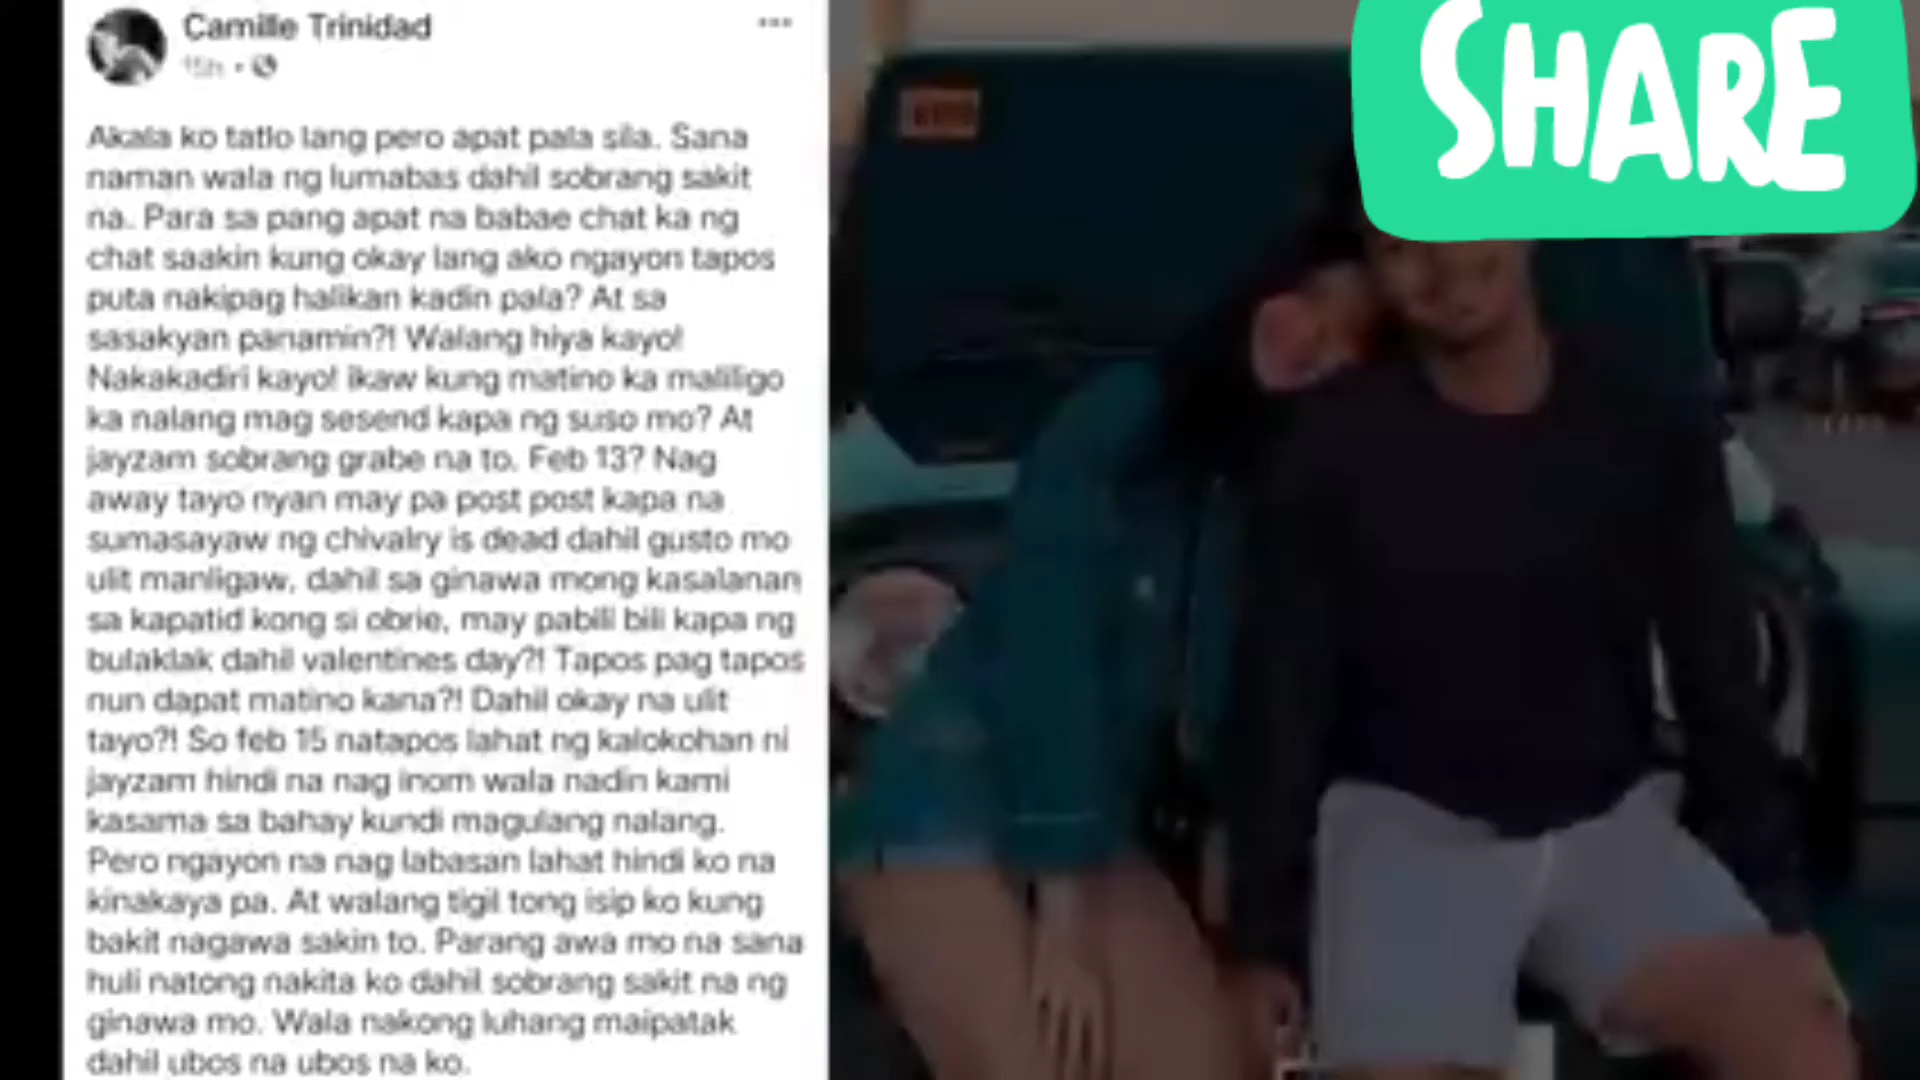 Camille Trinidad
15h
Akala ko tatlo lang pero apat pala sila. Sana
naman wala ng lumabas dahil sobrang sakit
na. Para sa pang apat na babae chat ka ng
chat saakin kung okay lang ako ngayon tapos
puta nakipag halikan kadin pala? At sa
sasakyan panamin?! Walang hiya kayo!
Nakakadiri kayo! ikaw kung matino ka maliligo
ka nalang mag sesend kapa ng suso mo? At
jayzam sobrang grabe na to. Feb 13? Nag
away tayo nyan may pa post post kapa na
sumasayaw ng chivalry is dead dahil gusto mo
ulit manligaw, dahil sa ginawa mong kasalanan
sa kapatid kong si obrie, may pabili bili kapa ng
bulaklak dahil valentines day?! Tapos pag tapos
nun dapat matino kana?! Dahil okay na ulit
tayo?! So feb 15 natapos lahat ng kalokohan ni
jayzam hindi na nag inom wala nadin kami
kasama sa bahay kundi magulang nalang.
Pero ngayon na nag labasan lahat hindi ko na
kinakaya pa. At walang tigil tong isip ko kung
bakit nagawa sakin to. Parang awa mo na sana
huli natong nakita ko dahil sobrang sakit na ng
ginawa mo. Wala nakong luhang maipatak
dahil ubos na ubos na ko.
SHARE